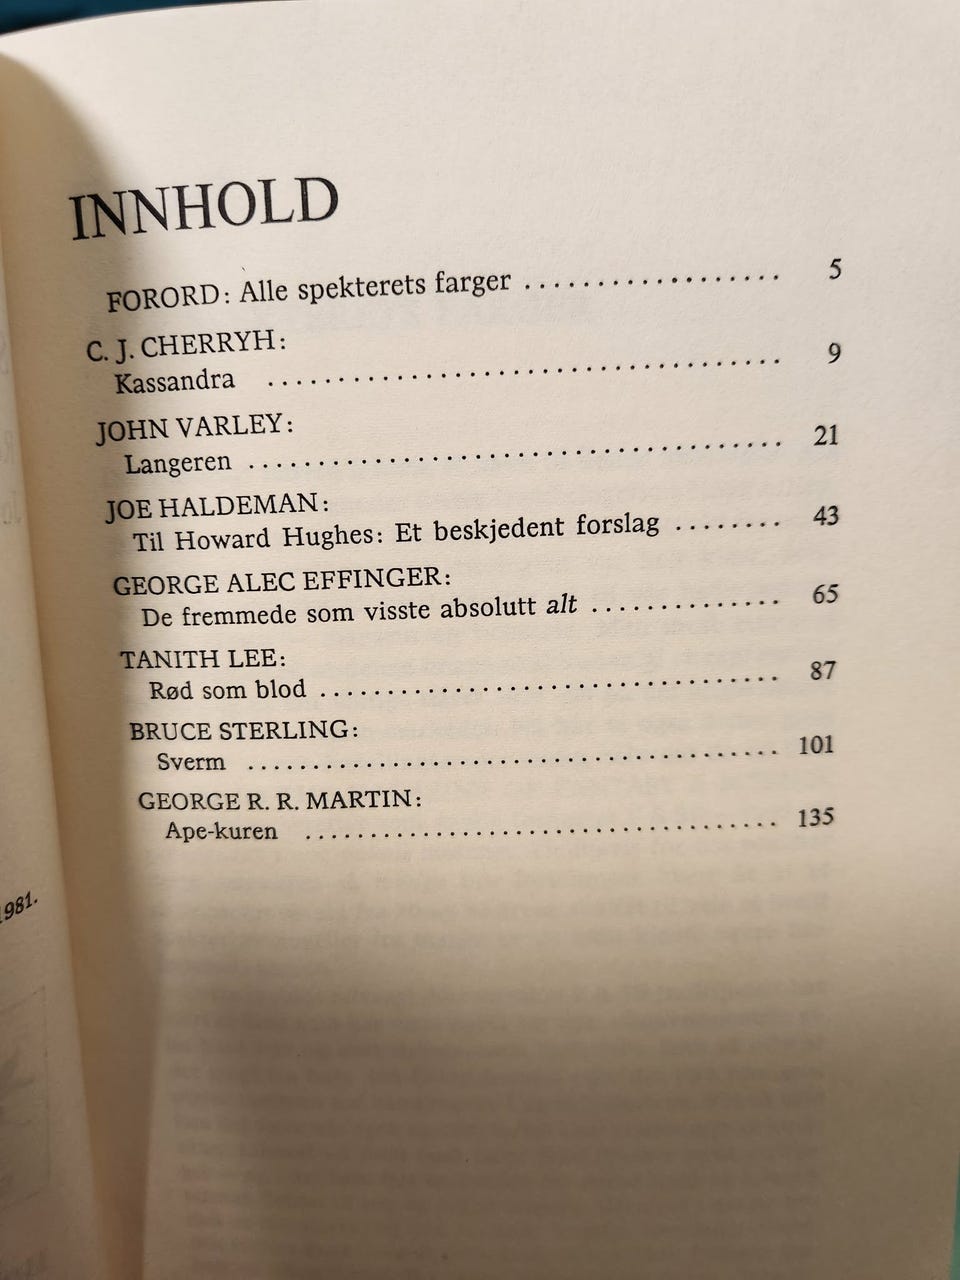 INNHOLD
FORORD: Alle spekterets farger .................. 5
C. J. CHERRYH:
Kassandra .................................... 9
JOHN VARLEY:
Langeren ...................................... 21
JOE HALDEMAN:
Til Howard Hughes: Et beskjedent forslag ........ 43
GEORGE ALEC EFFINGER:
De fremmede som visste absolutt alt .............. 65
TANITH LEE:
Rød som blod .................................. 87
BRUCE STERLING:
Sverm ........................................ 101
GEORGE R. R. MARTIN:
Ape-kuren .................................... 135
1981.